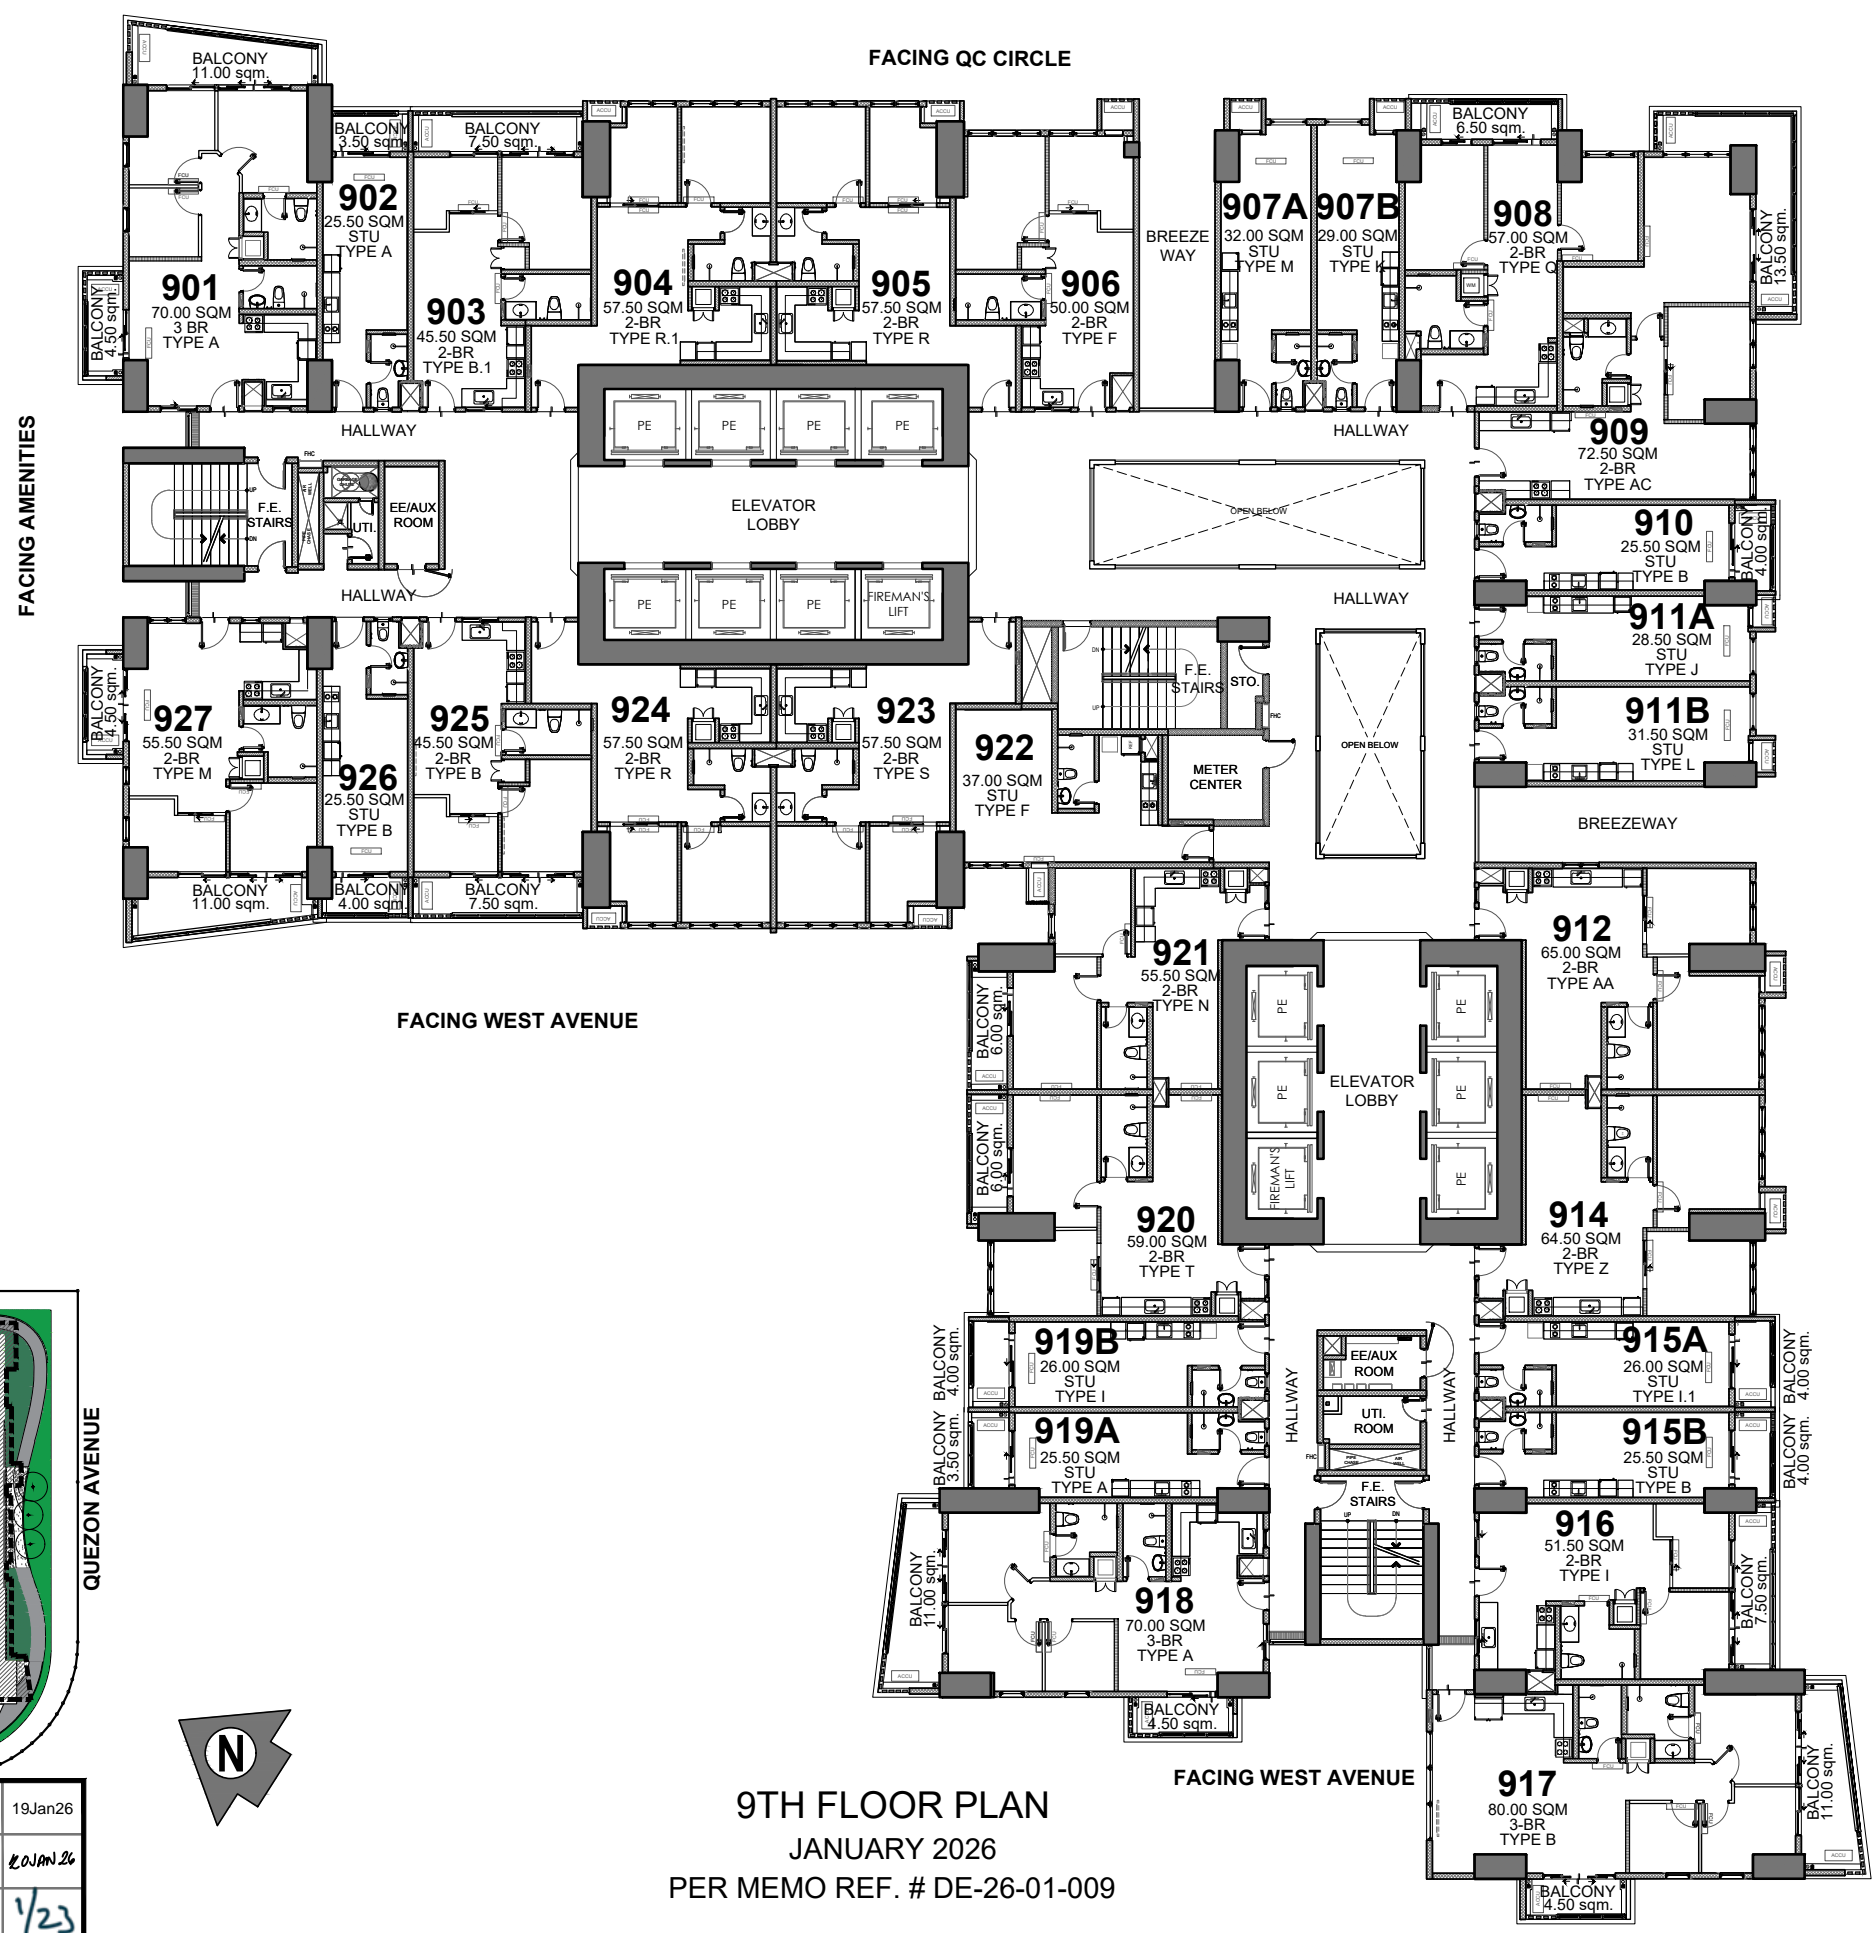 FACING QC CIRCLE
FACING AMENITIES
BALCONY
11.00 sqm.
BALCONY
3.50 sqm.
BALCONY
7.50 sqm.
BALCONY
6.50 sqm.
BALCONY
13.50 sqm.
BALCONY
4.50 sqm.
901
70.00 SQM
3 BR
TYPE A
902
25.50 SQM
STU
TYPE A
903
45.50 SQM
2-BR
TYPE B.1
904
57.50 SQM
2-BR
TYPE R.1
905
57.50 SQM
2-BR
TYPE R
906
50.00 SQM
2-BR
TYPE F
BREEZE
WAY
907A
32.00 SQM
STU
TYPE M
907B
29.00 SQM
STU
TYPE K
908
57.00 SQM
2-BR
TYPE Q
WM
909
72.50 SQM
2-BR
TYPE AC
HALLWAY
HALLWAY
PE
PE
PE
PE
ELEVATOR
LOBBY
PE
PE
PE
FIREMAN'S
LIFT
F.E.
STAIRS
UP
DN
FHC
UTI.
EE/AUX
ROOM
HALLWAY
OPEN BELOW
HALLWAY
910
25.50 SQM
STU
TYPE B
BALCONY
4.00 sqm.
911A
28.50 SQM
STU
TYPE J
911B
31.50 SQM
STU
TYPE L
BREEZEWAY
OPEN BELOW
F.E.
STAIRS
DN
UP
STO.
FHC
METER
CENTER
REF
BALCONY
4.50 sqm.
927
55.50 SQM
2-BR
TYPE M
926
25.50 SQM
STU
TYPE B
925
45.50 SQM
2-BR
TYPE B
924
57.50 SQM
2-BR
TYPE R
923
57.50 SQM
2-BR
TYPE S
922
37.00 SQM
STU
TYPE F
BALCONY
11.00 sqm.
BALCONY
4.00 sqm.
BALCONY
7.50 sqm.
FACING WEST AVENUE
921
55.50 SQM
2-BR
TYPE N
BALCONY
6.00 sqm.
912
65.00 SQM
2-BR
TYPE AA
PE
PE
PE
PE
ELEVATOR
LOBBY
FIREMAN'S
LIFT
PE
BALCONY
6.00 sqm.
920
59.00 SQM
2-BR
TYPE T
914
64.50 SQM
2-BR
TYPE Z
919B
26.00 SQM
STU
TYPE I
BALCONY
4.00 sqm.
919A
25.50 SQM
STU
TYPE A
BALCONY
3.50 sqm.
HALLWAY
HALLWAY
EE/AUX
ROOM
UTI.
ROOM
FHC
F.E.
STAIRS
UP
DN
915A
26.00 SQM
STU
TYPE I.1
BALCONY
4.00 sqm.
915B
25.50 SQM
STU
TYPE B
BALCONY
4.00 sqm.
916
51.50 SQM
2-BR
TYPE I
BALCONY
7.50 sqm.
918
70.00 SQM
3-BR
TYPE A
BALCONY
11.00 sqm.
BALCONY
4.50 sqm.
917
80.00 SQM
3-BR
TYPE B
BALCONY
11.00 sqm.
BALCONY
4.50 sqm.
FACING WEST AVENUE
QUEZON AVENUE
N
19Jan26
20JAN 26
1/23
9TH FLOOR PLAN
JANUARY 2026
PER MEMO REF. # DE-26-01-009